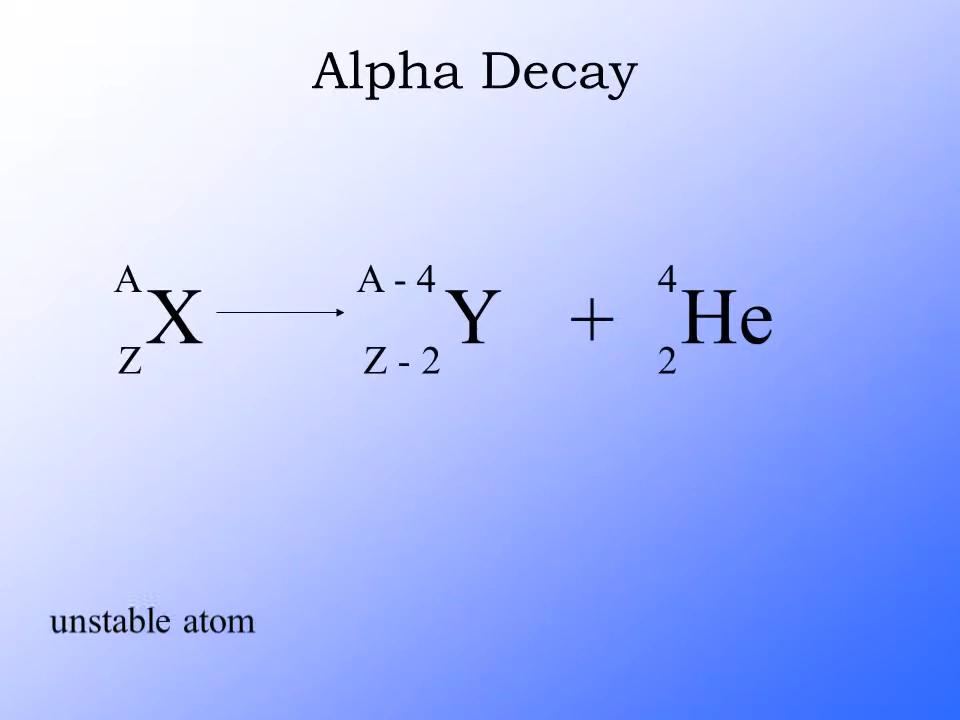 Alpha Decay
A A - 4 4
X Y + He
Z Z - 2 2
unstable atom